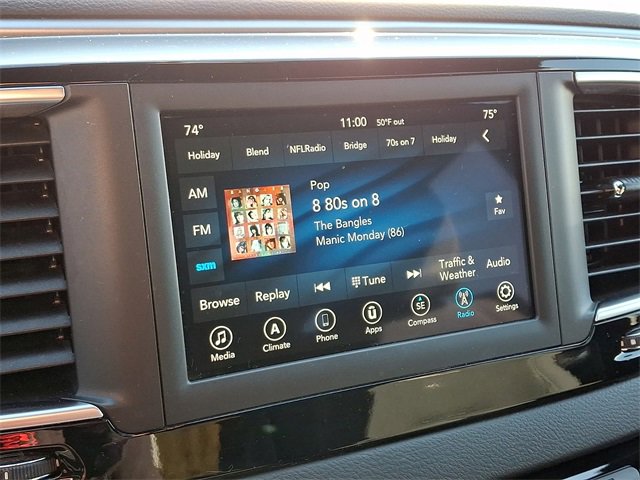 74° 11:00 50°F out 75°
Holiday Blend NFLRadio Bridge 70s on 7 Holiday
AM
FM
sxm
Pop
8 80s on 8
The Bangles
Manic Monday (86)
Fav
Browse Replay Tune Traffic & Weather Audio
Media A Climate Phone U Apps SE Compass Radio Settings